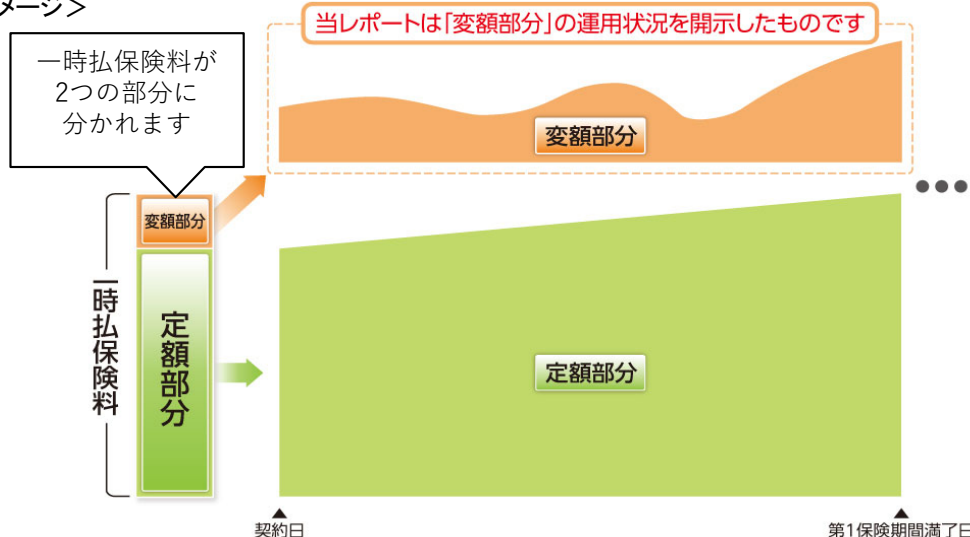 メージ＞
当レポートは「変額部分」の運用状況を開示したものです
一時払保険料が
2つの部分に
分かれます
変額部分
変額部分
一時払保険料
定額部分
定額部分
契約日
第1保険期間満了日